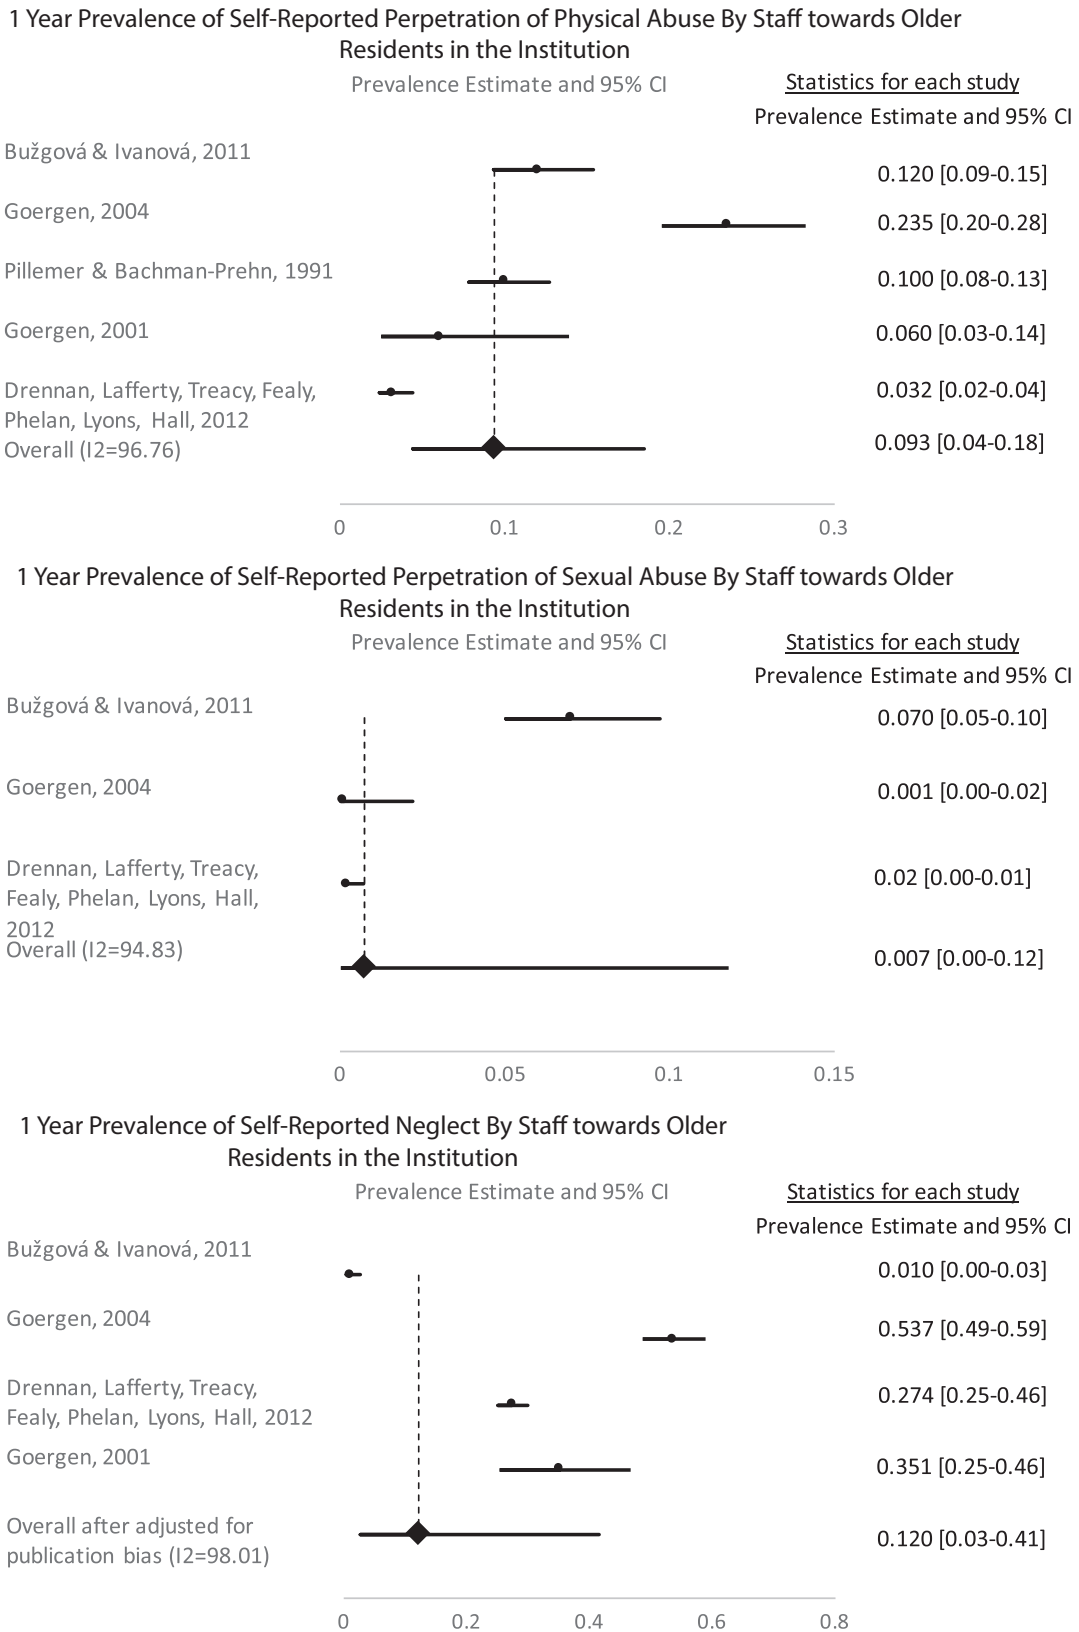 1 Year Prevalence of Self-Reported Perpetration of Physical Abuse By Staff towards Older
Residents in the Institution
Prevalence Estimate and 95% CI
Statistics for each study
Prevalence Estimate and 95% CI
Bužgová & Ivanová, 2011
0.120 [0.09-0.15]
Goergen, 2004
0.235 [0.20-0.28]
Pillemer & Bachman-Prehn, 1991
0.100 [0.08-0.13]
Goergen, 2001
0.060 [0.03-0.14]
Drennan, Lafferty, Treacy, Fealy,
Phelan, Lyons, Hall, 2012
0.032 [0.02-0.04]
Overall (I2=96.76)
0.093 [0.04-0.18]
0 0.1 0.2 0.3
1 Year Prevalence of Self-Reported Perpetration of Sexual Abuse By Staff towards Older
Residents in the Institution
Prevalence Estimate and 95% CI
Statistics for each study
Prevalence Estimate and 95% CI
Bužgová & Ivanová, 2011
0.070 [0.05-0.10]
Goergen, 2004
0.001 [0.00-0.02]
Drennan, Lafferty, Treacy,
Fealy, Phelan, Lyons, Hall,
2012
0.02 [0.00-0.01]
Overall (I2=94.83)
0.007 [0.00-0.12]
0 0.05 0.1 0.15
1 Year Prevalence of Self-Reported Neglect By Staff towards Older
Residents in the Institution
Prevalence Estimate and 95% CI
Statistics for each study
Prevalence Estimate and 95% CI
Bužgová & Ivanová, 2011
0.010 [0.00-0.03]
Goergen, 2004
0.537 [0.49-0.59]
Drennan, Lafferty, Treacy,
Fealy, Phelan, Lyons, Hall, 2012
0.274 [0.25-0.46]
Goergen, 2001
0.351 [0.25-0.46]
Overall after adjusted for
publication bias (I2=98.01)
0.120 [0.03-0.41]
0 0.2 0.4 0.6 0.8